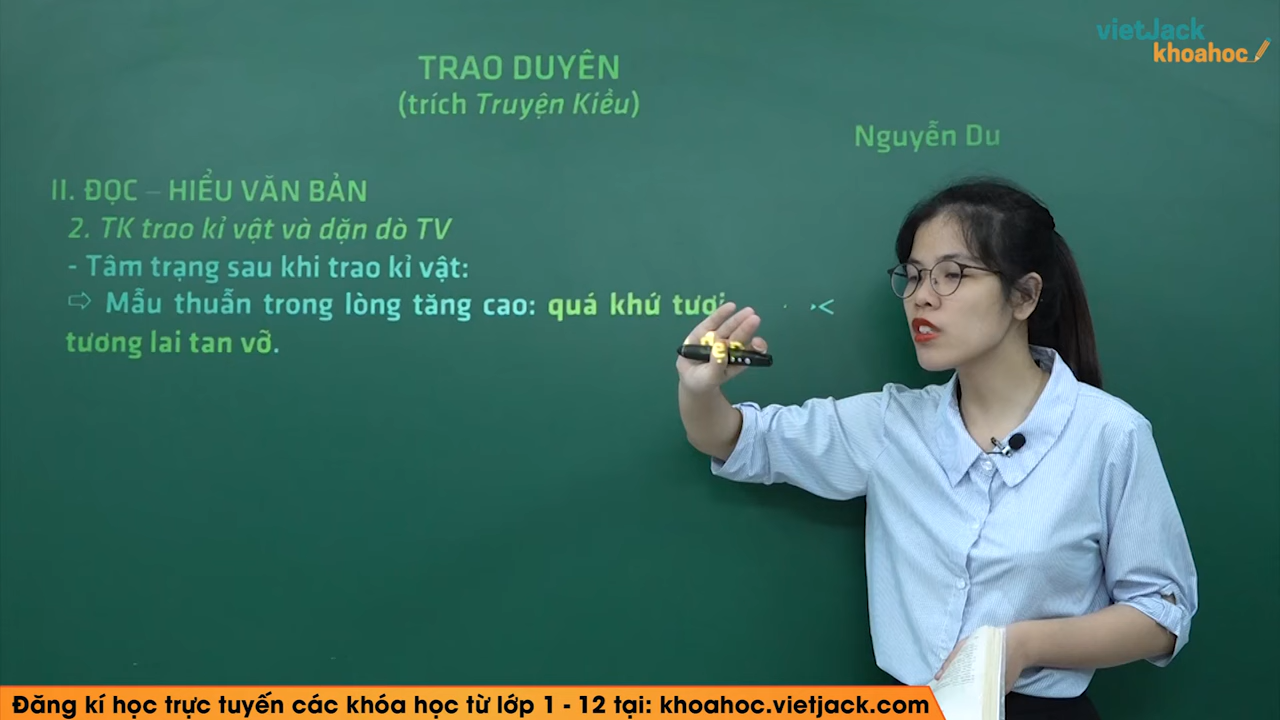 vietJack
khoahoc
TRAO DUYÊN
(trích Truyện Kiều)
Nguyễn Du
II. ĐỌC – HIỂU VĂN BẢN
2. TK trao kỉ vật và dặn dò TV
- Tâm trạng sau khi trao kỉ vật:
⇨ Mẫu thuẫn trong lòng tăng cao: quá khứ tươi ><
tương lai tan vỡ.
Đăng kí học trực tuyến các khóa học từ lớp 1 - 12 tại: khoahoc.vietjack.com